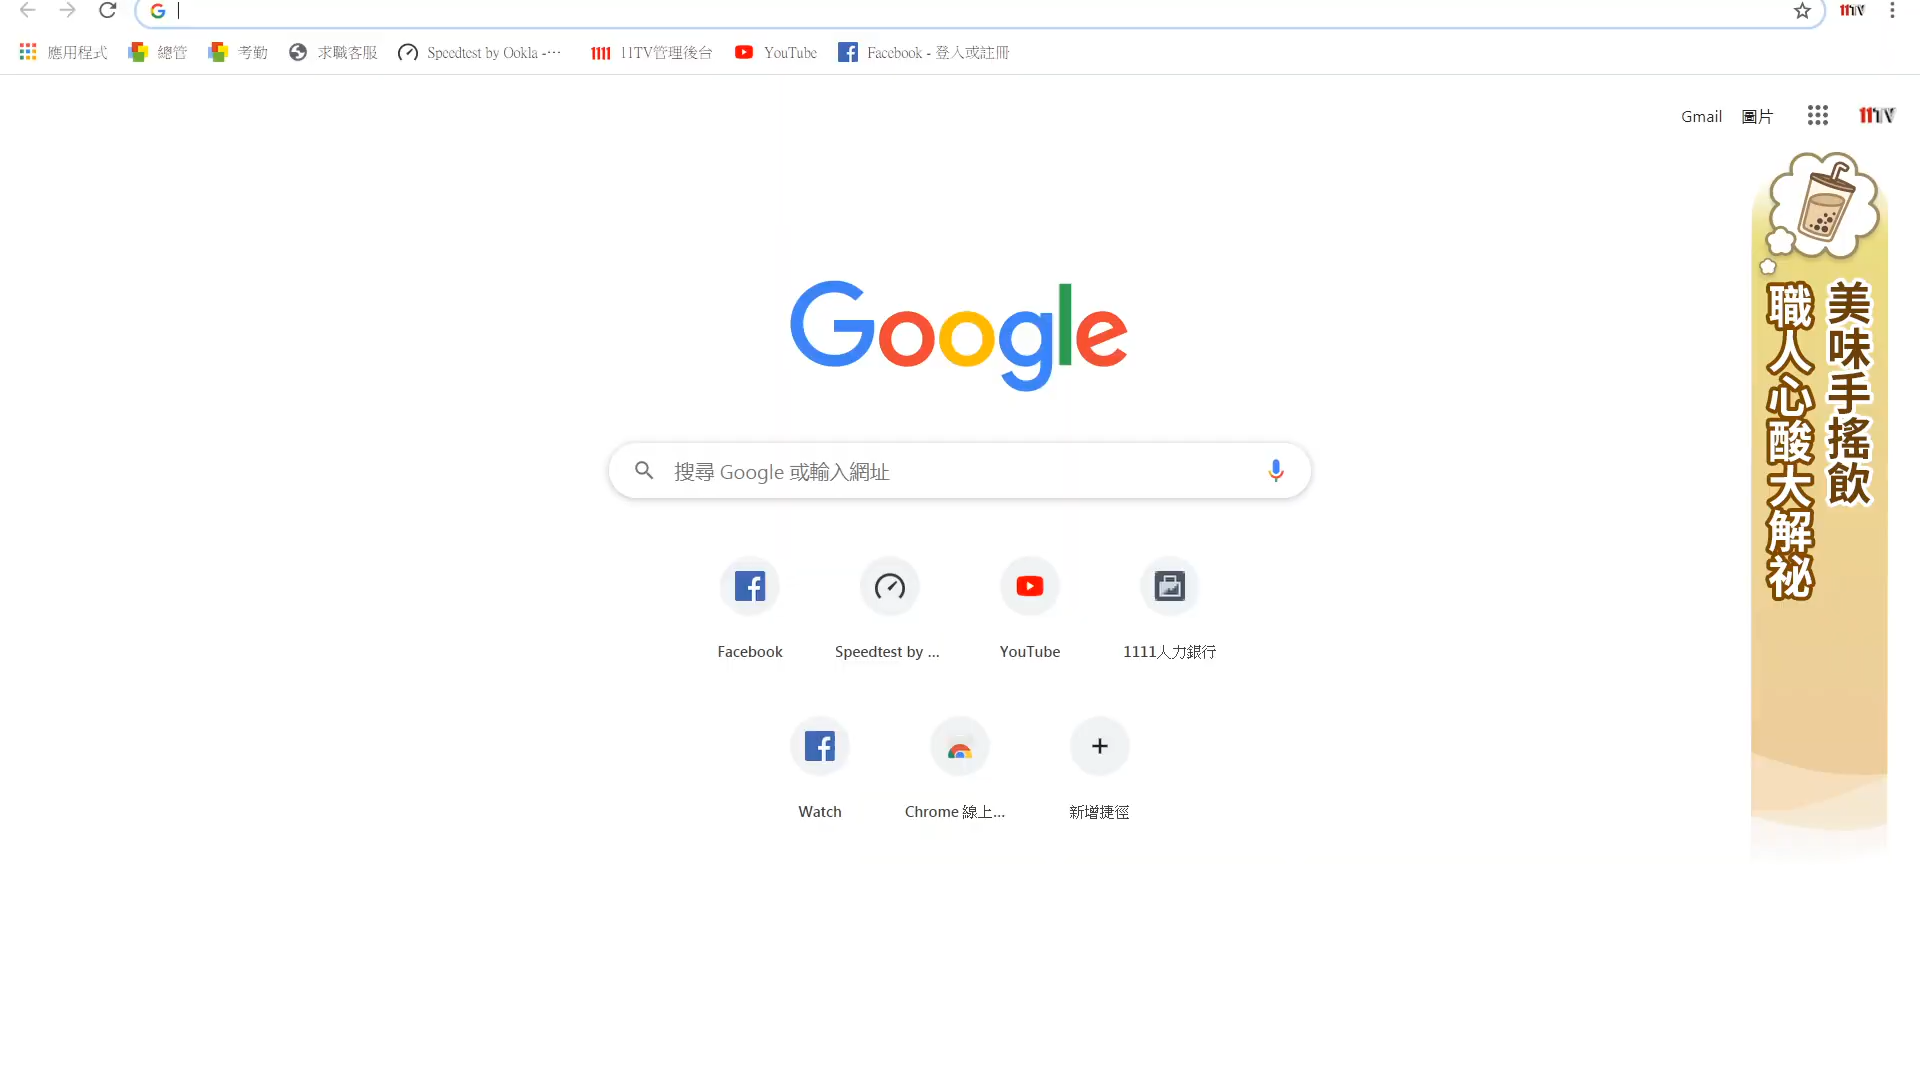 應用程式 總管 考勤 求職客服 Speedtest by Ookla -… 1111 11TV管理後台 YouTube Facebook - 登入或註冊
11TV
Gmail 圖片 11TV
Google
搜尋 Google 或輸入網址
Facebook Speedtest by ... YouTube 1111人力銀行
Watch Chrome 線上... 新增捷徑
美味手搖飲
職人心酸大解祕